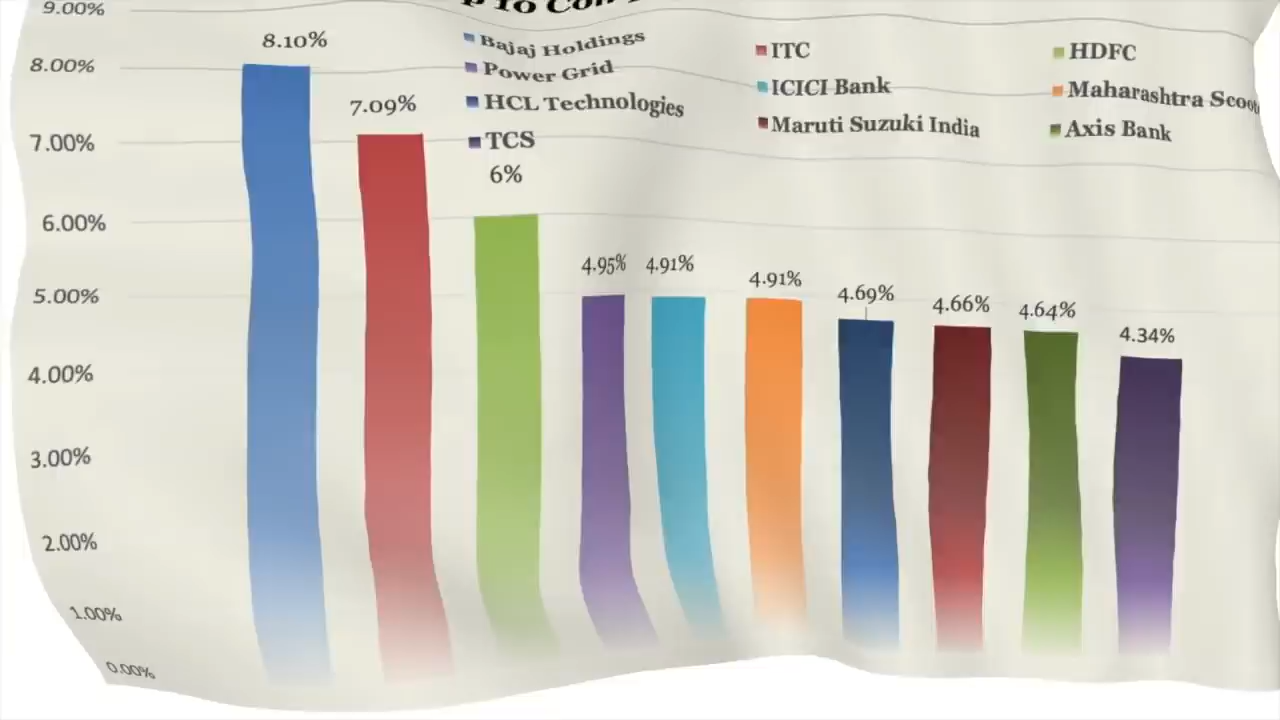 9.00%
8.00%
7.00%
6.00%
5.00%
4.00%
3.00%
2.00%
1.00%
0.00%
Bajaj Holdings
ITC
HDFC
Power Grid
ICICI Bank
Maharashtra
HCL Technologies
Maruti Suzuki India
Axis Bank
TCS
8.10%
7.09%
6%
4.95%
4.91%
4.91%
4.69%
4.66%
4.64%
4.34%